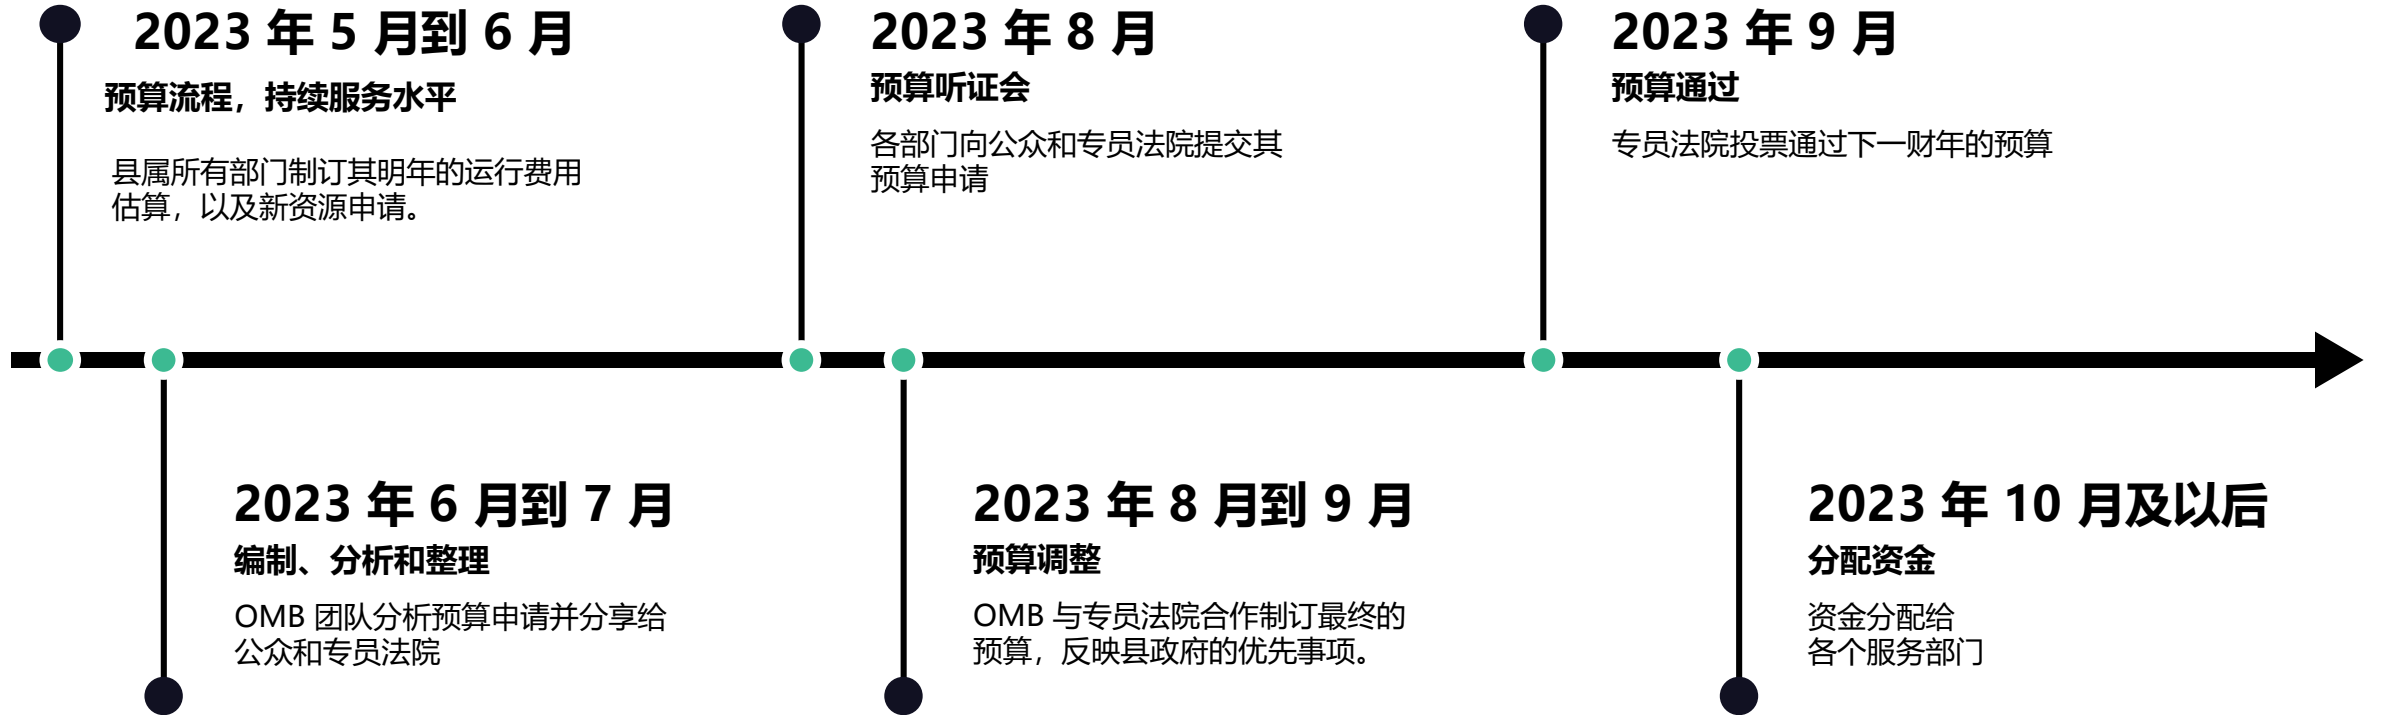 2023 年 5 月到 6 月
预算流程，持续服务水平
县属所有部门制订其明年的运行费用
估算，以及新资源申请。
2023 年 8 月
预算听证会
各部门向公众和专员法院提交其
预算申请
2023 年 9 月
预算通过
专员法院投票通过下一财年的预算
2023 年 6 月到 7 月
编制、分析和整理
OMB 团队分析预算申请并分享给
公众和专员法院
2023 年 8 月到 9 月
预算调整
OMB 与专员法院合作制订最终的
预算，反映县政府的优先事项。
2023 年 10 月及以后
分配资金
资金分配给
各个服务部门